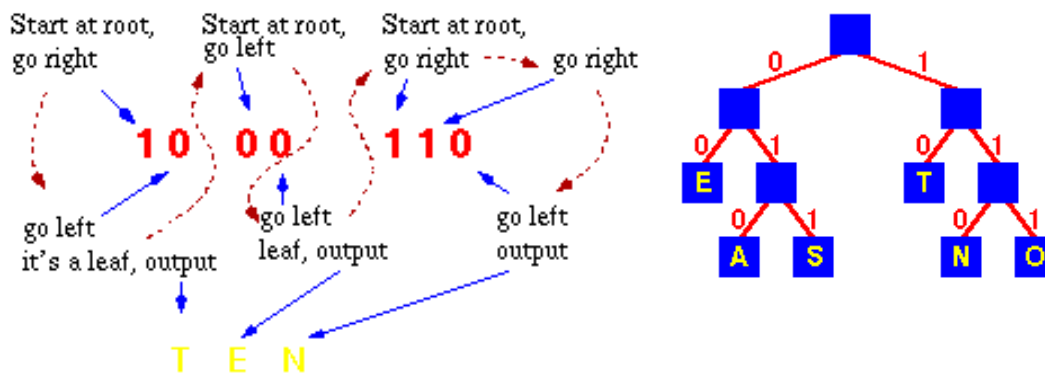 Start at root,
go right
Start at root,
go left
Start at root,
go right
go right
10 00 110
go left
it's a leaf, output
go left
leaf, output
go left
output
T E N
0 1
0 1 0 1
E T
0 1 0 1
A S N O